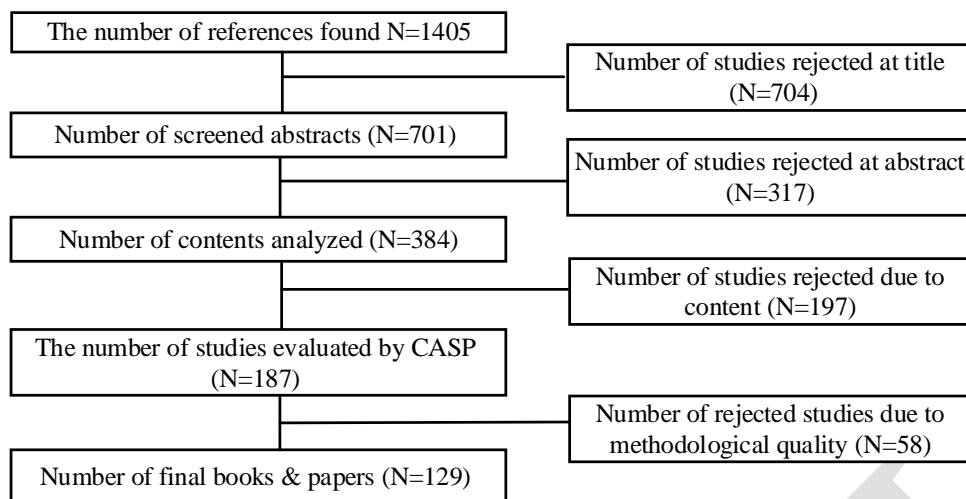 The number of references found N=1405
Number of studies rejected at title
(N=704)
Number of screened abstracts (N=701)
Number of studies rejected at abstract
(N=317)
Number of contents analyzed (N=384)
Number of studies rejected due to
content (N=197)
The number of studies evaluated by CASP
(N=187)
Number of rejected studies due to
methodological quality (N=58)
Number of final books & papers (N=129)